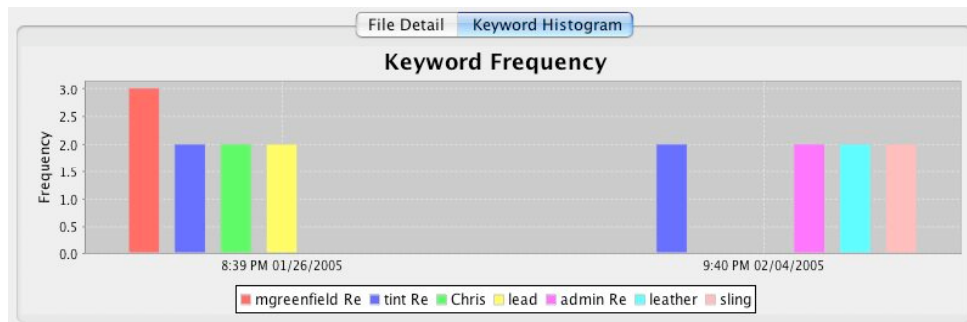 File Detail Keyword Histogram
Keyword Frequency
3.0
2.5
2.0
1.5
1.0
0.5
0.0
Frequency
8:39 PM 01/26/2005 9:40 PM 02/04/2005
mgreenfield Re tint Re Chris lead admin Re leather sling